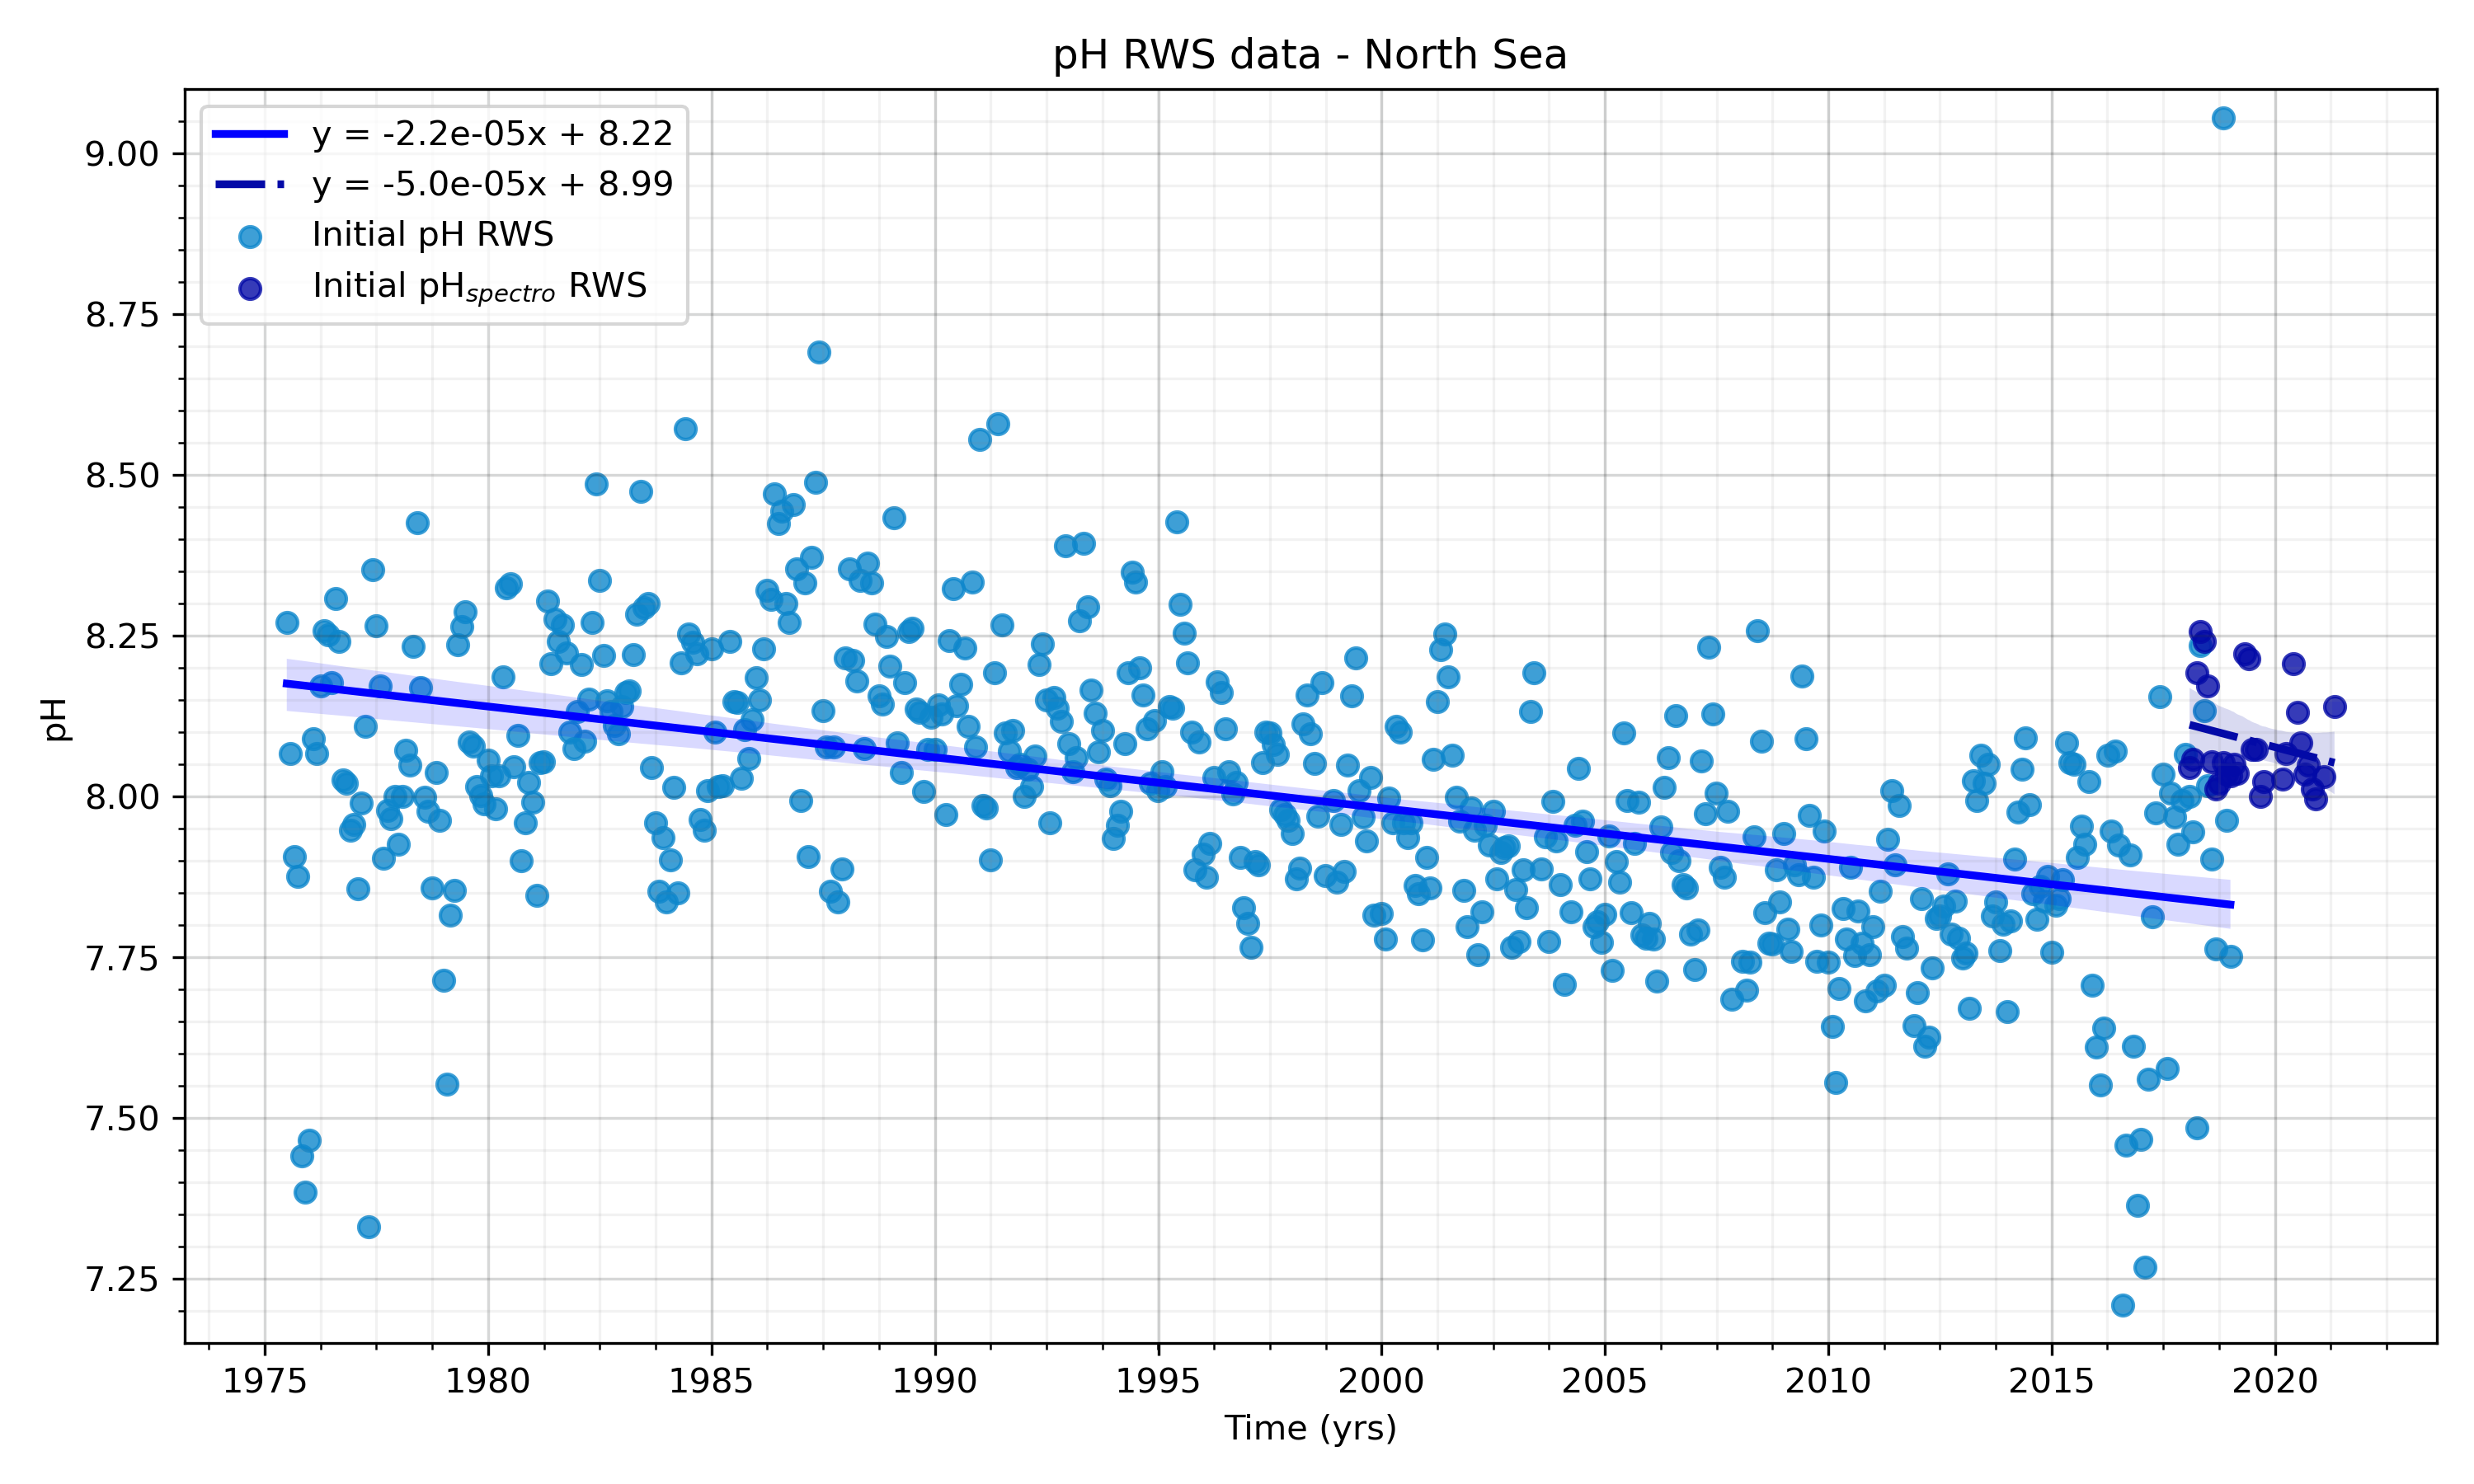 pH RWS data - North Sea
y = -2.2e-05x + 8.22
y = -5.0e-05x + 8.99
Initial pH RWS
Initial pHspectro RWS
pH
9.00
8.75
8.50
8.25
8.00
7.75
7.50
7.25
1975 1980 1985 1990 1995 2000 2005 2010 2015 2020
Time (yrs)